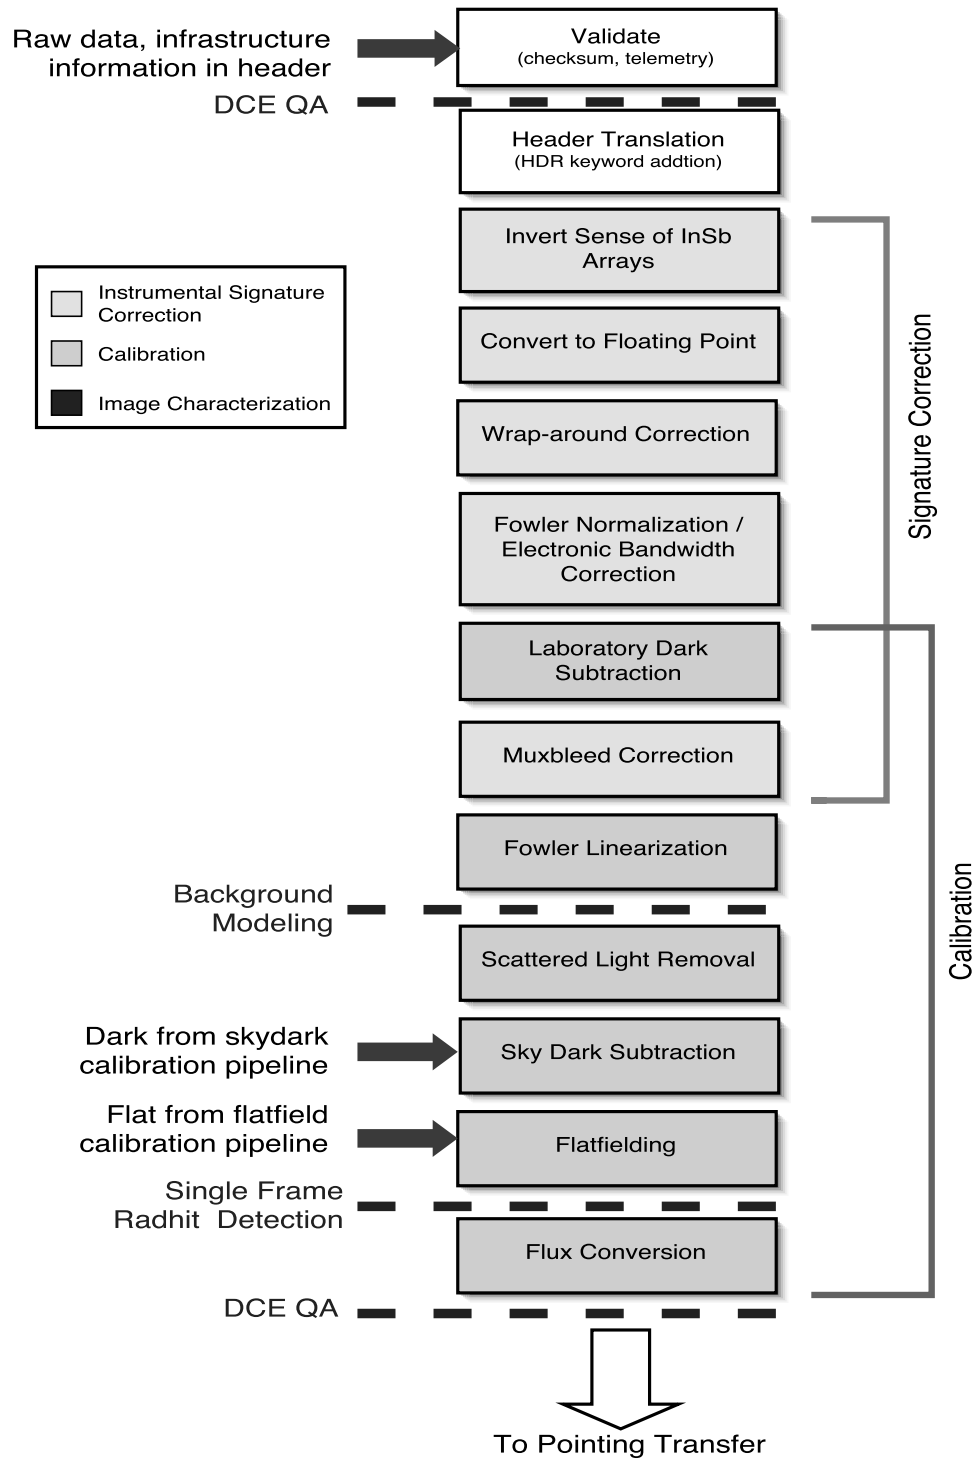 Raw data, infrastructure
information in header
Validate
(checksum, telemetry)
DCE QA
Header Translation
(HDR keyword addtion)
Invert Sense of InSb
Arrays
Instrumental Signature
Correction
Calibration
Image Characterization
Convert to Floating Point
Wrap-around Correction
Fowler Normalization /
Electronic Bandwidth
Correction
Signature Correction
Laboratory Dark
Subtraction
Muxbleed Correction
Fowler Linearization
Background
Modeling
Scattered Light Removal
Calibration
Dark from skydark
calibration pipeline
Sky Dark Subtraction
Flat from flatfield
calibration pipeline
Flatfielding
Single Frame
Radhit Detection
Flux Conversion
DCE QA
To Pointing Transfer